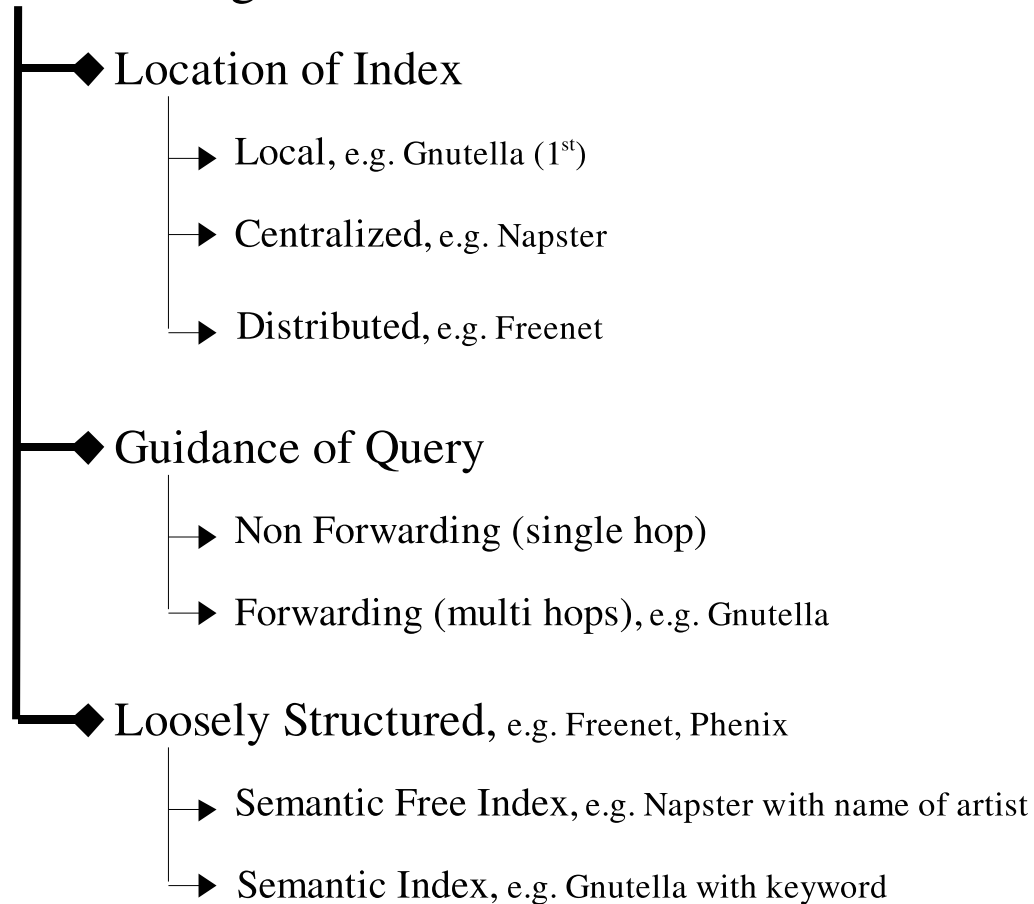 Location of Index
Local, e.g. Gnutella (1st)
Centralized, e.g. Napster
Distributed, e.g. Freenet
Guidance of Query
Non Forwarding (single hop)
Forwarding (multi hops), e.g. Gnutella
Loosely Structured, e.g. Freenet, Phenix
Semantic Free Index, e.g. Napster with name of artist
Semantic Index, e.g. Gnutella with keyword